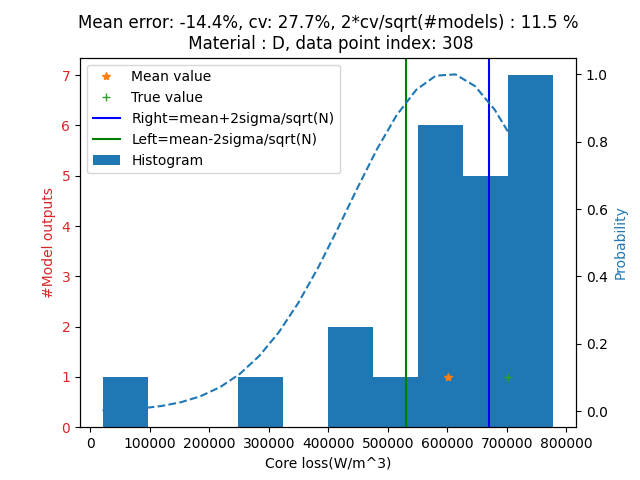 Mean error: -14.4%, cv: 27.7%, 2*cv/sqrt(#models) : 11.5 %
Material : D, data point index: 308
Mean value
True value
Right=mean+2sigma/sqrt(N)
Left=mean-2sigma/sqrt(N)
Histogram
#Model outputs
7
6
5
4
3
2
1
0
1.0
0.8
0.6
0.4
0.2
0.0
Probability
0 100000 200000 300000 400000 500000 600000 700000 800000
Core loss(W/m^3)